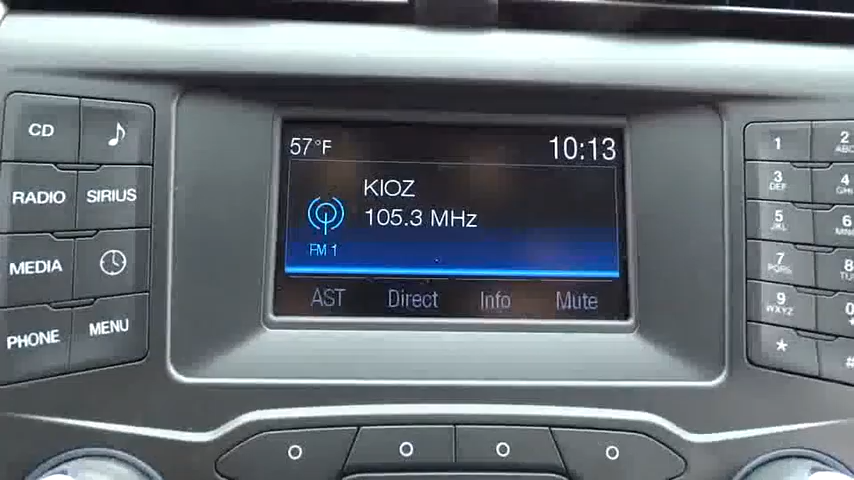 CD
RADIO
SIRIUS
MEDIA
PHONE
MENU
57°F
10:13
KIOZ
105.3 MHz
FM 1
AST
Direct
Info
Mute
1
2
ABC
3
DEF
4
5
JKL
6
7
PQRS
8
9
WXYZ
0
*
#